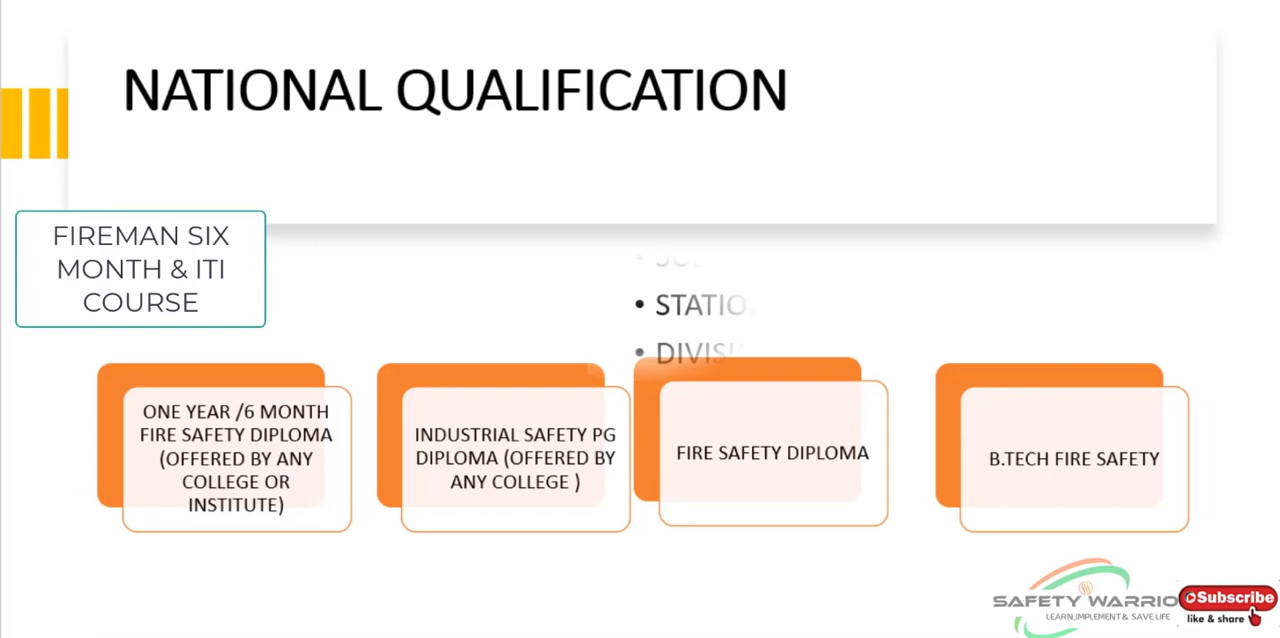 NATIONAL QUALIFICATION
FIREMAN SIX
MONTH & ITI
COURSE
ONE YEAR /6 MONTH
FIRE SAFETY DIPLOMA
(OFFERED BY ANY
COLLEGE OR
INSTITUTE)
INDUSTRIAL SAFETY PG
DIPLOMA (OFFERED BY
ANY COLLEGE )
FIRE SAFETY DIPLOMA
B.TECH FIRE SAFETY
SAFETY WARRIO
LEARN,IMPLEMENT & SAVE LIFE
Subscribe
like & share